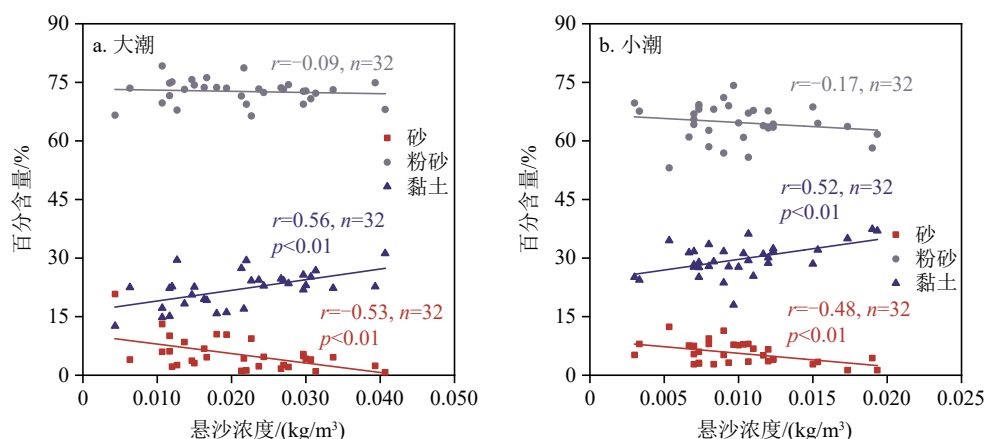 a. 大潮
r=−0.09, n=32
砂
粉砂
黏土
r=0.56, n=32
p<0.01
r=−0.53, n=32
p<0.01
百分含量/%
90
75
60
45
30
15
0
0
0.010
0.020
0.030
0.040
0.050
悬沙浓度/(kg/m³)
b. 小潮
r=−0.17, n=32
r=0.52, n=32
p<0.01
砂
粉砂
黏土
r=−0.48, n=32
p<0.01
百分含量/%
90
75
60
45
30
15
0
0
0.005
0.010
0.015
0.020
0.025
悬沙浓度/(kg/m³)